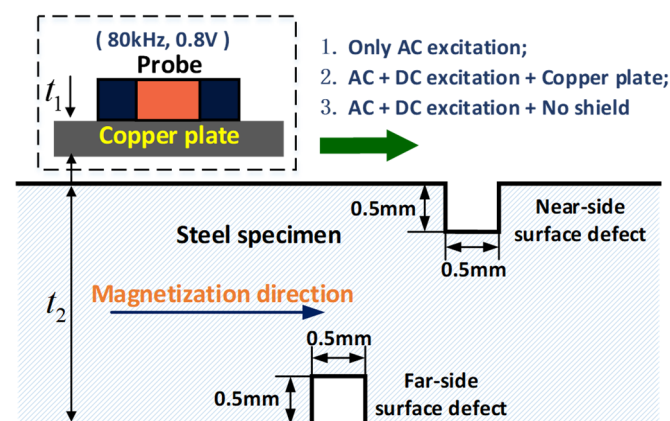 ( 80kHz, 0.8V )
Probe
t1
Copper plate
1. Only AC excitation;
2. AC + DC excitation + Copper plate;
3. AC + DC excitation + No shield
0.5mm
Near-side
surface defect
0.5mm
Steel specimen
t2
Magnetization direction
0.5mm
0.5mm
Far-side
surface defect